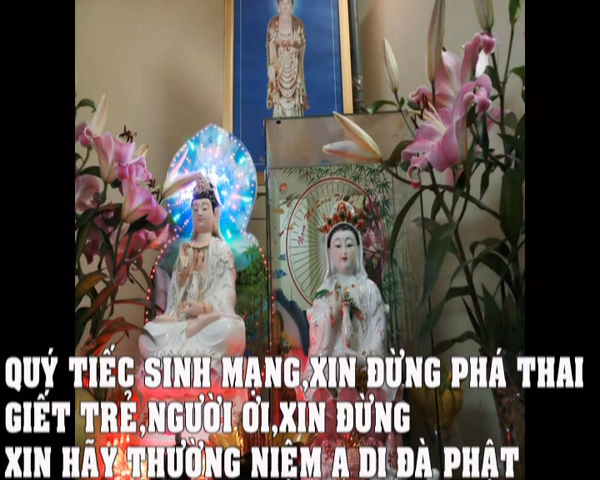 QUÝ TIẾC SINH MẠNG,XIN ĐỪNG PHÁ THAI
GIẾT TRẺ,NGƯỜI ƠI,XIN ĐỪNG
XIN HÃY THƯỜNG NIỆM A DI ĐÀ PHẬT